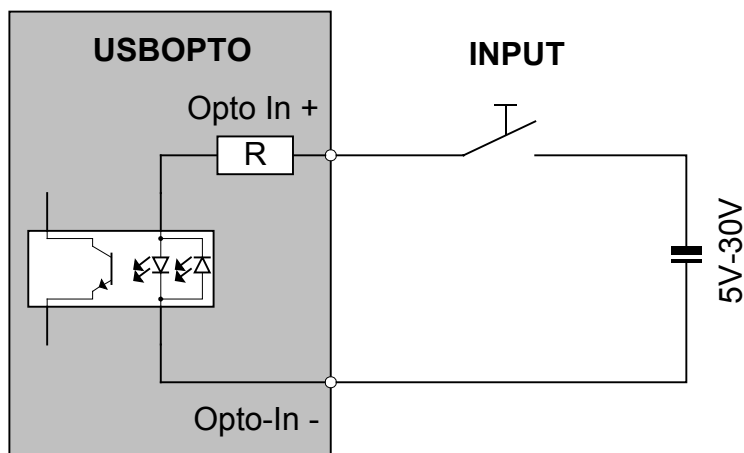 USBOPTO
INPUT
Opto In +
R
5V-30V
Opto-In -